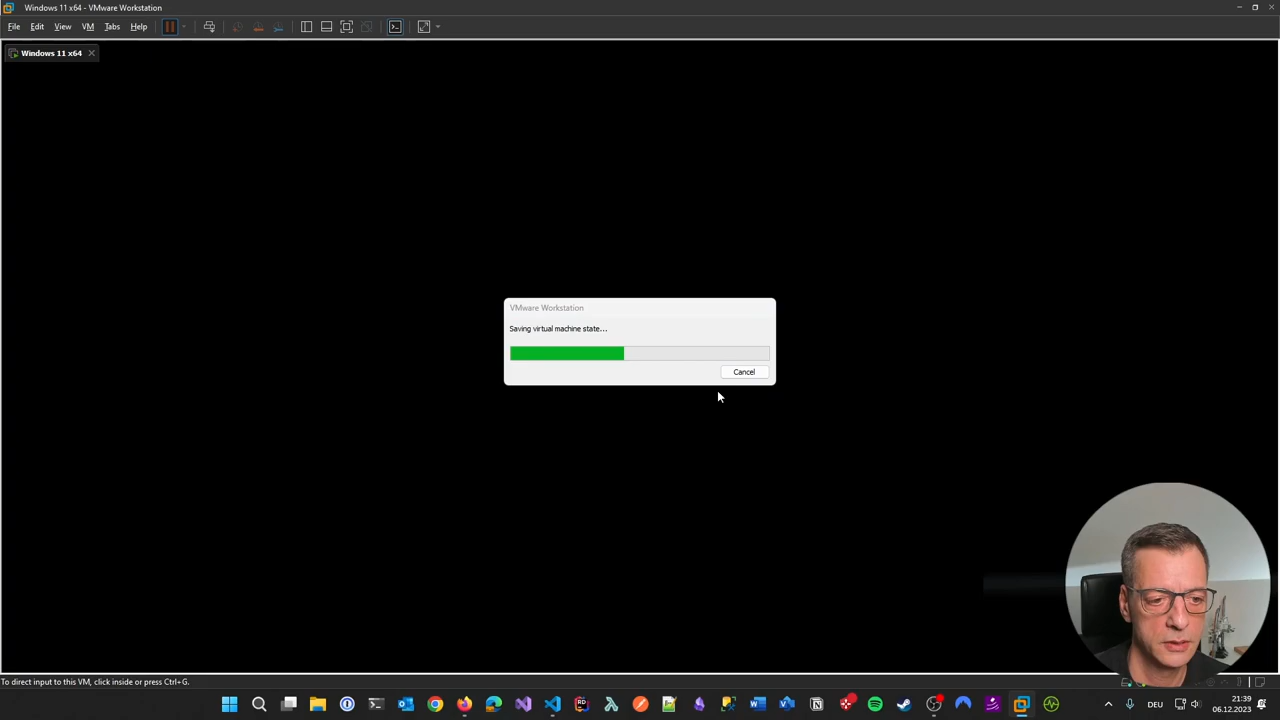 Windows 11 x64 - VMware Workstation
File Edit View VM Tabs Help
Windows 11 x64
VMware Workstation
Saving virtual machine state...
Cancel
To direct input to this VM, click inside or press Ctrl+G.
RD
DEU
21:39
06.12.2023